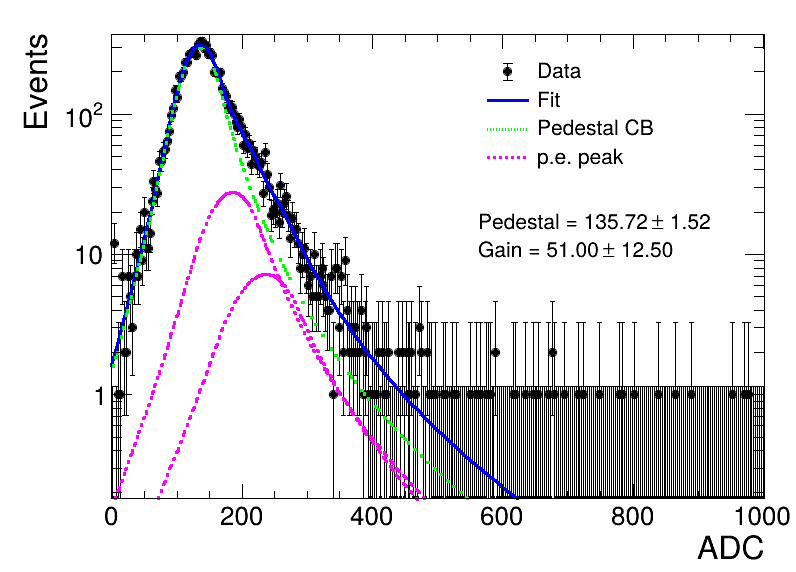 Events
10²
10
1
Data
Fit
Pedestal CB
p.e. peak
Pedestal = 135.72 ± 1.52
Gain = 51.00 ± 12.50
0 200 400 600 800 1000
ADC